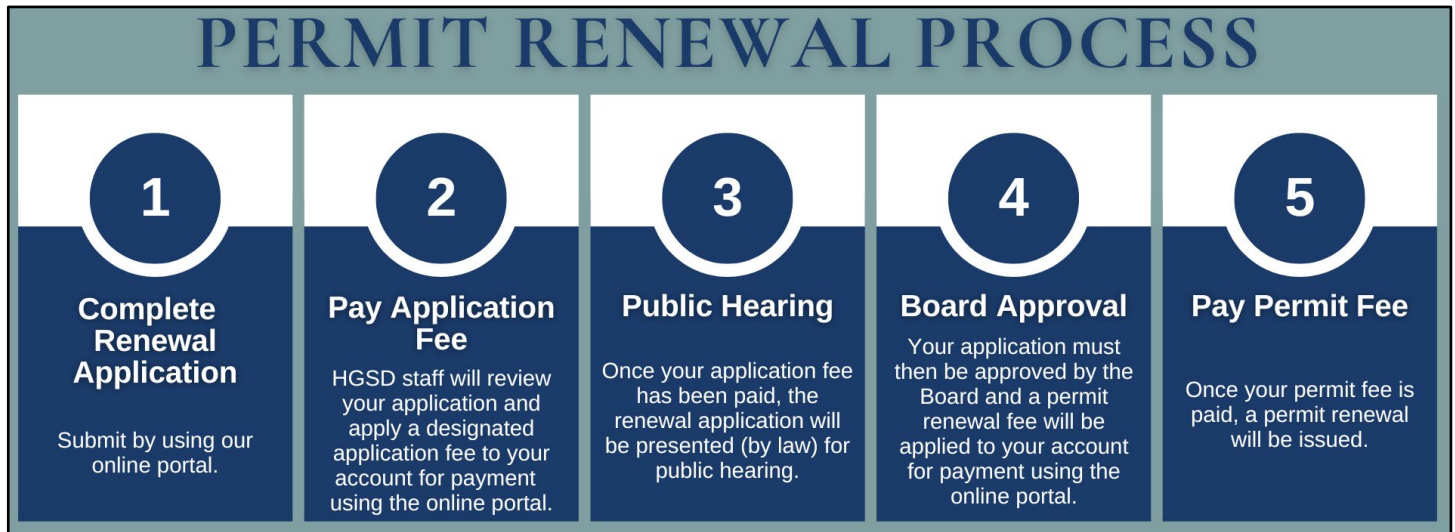 PERMIT RENEWAL PROCESS
1
Complete
Renewal
Application
Submit by using our
online portal.
2
Pay Application
Fee
HGSD staff will review
your application and
apply a designated
application fee to your
account for payment
using the online portal.
3
Public Hearing
Once your application fee
has been paid, the
renewal application will
be presented (by law) for
public hearing.
4
Board Approval
Your application must
then be approved by the
Board and a permit
renewal fee will be
applied to your account
for payment using the
online portal.
5
Pay Permit Fee
Once your permit fee is
paid, a permit renewal
will be issued.